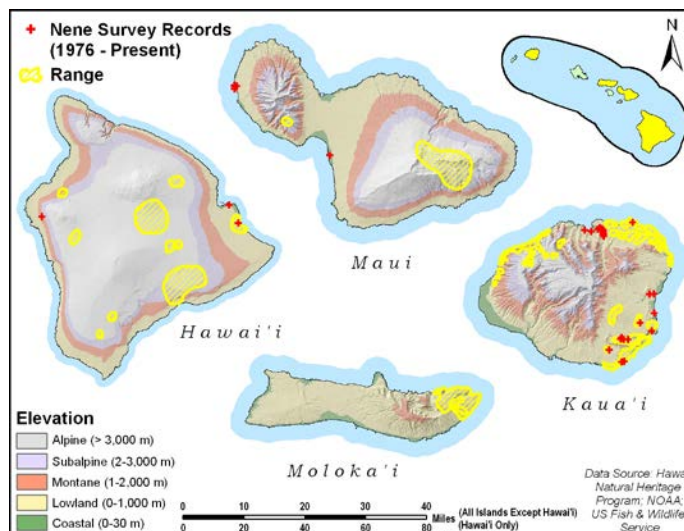 Nene Survey Records
(1976 - Present)
Range
N
Maui
Hawai'i
Kaua'i
Moloka'i
Elevation
Alpine (> 3,000 m)
Subalpine (2-3,000 m)
Montane (1-2,000 m)
Lowland (0-1,000 m)
Coastal (0-30 m)
0 10 20 30 40
Miles
(All Islands Except Hawai'i)
(Hawai'i Only)
0 20 40 60 80
Data Source: Hawai
Natural Heritage
Program; NOAA;
US Fish & Wildlife
Service